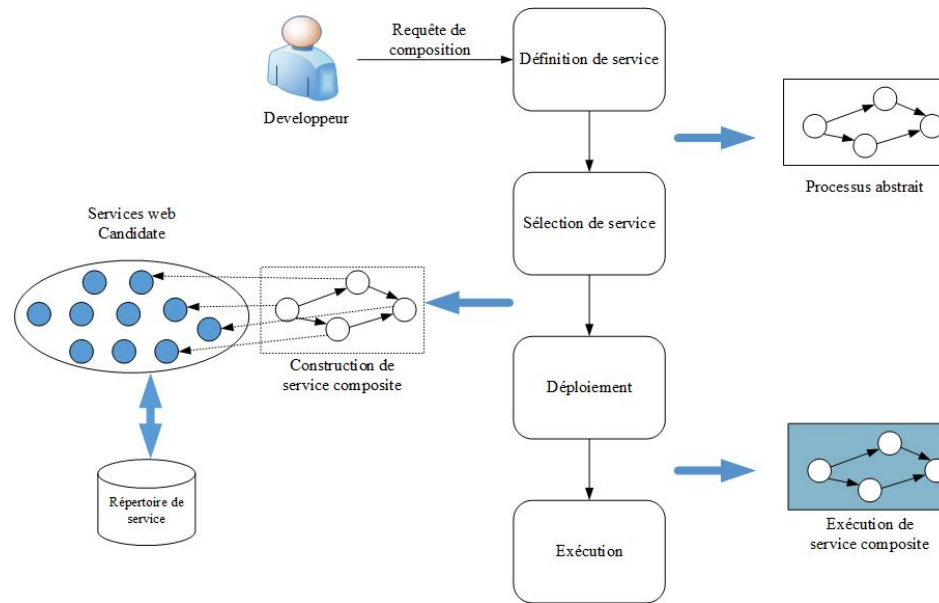 Requête de
composition
Définition de service
Developpeur
Processus abstrait
Services web
Candidate
Sélection de service
Construction de
service composite
Déploiement
Répertoire de
service
Exécution
Exécution de
service composite